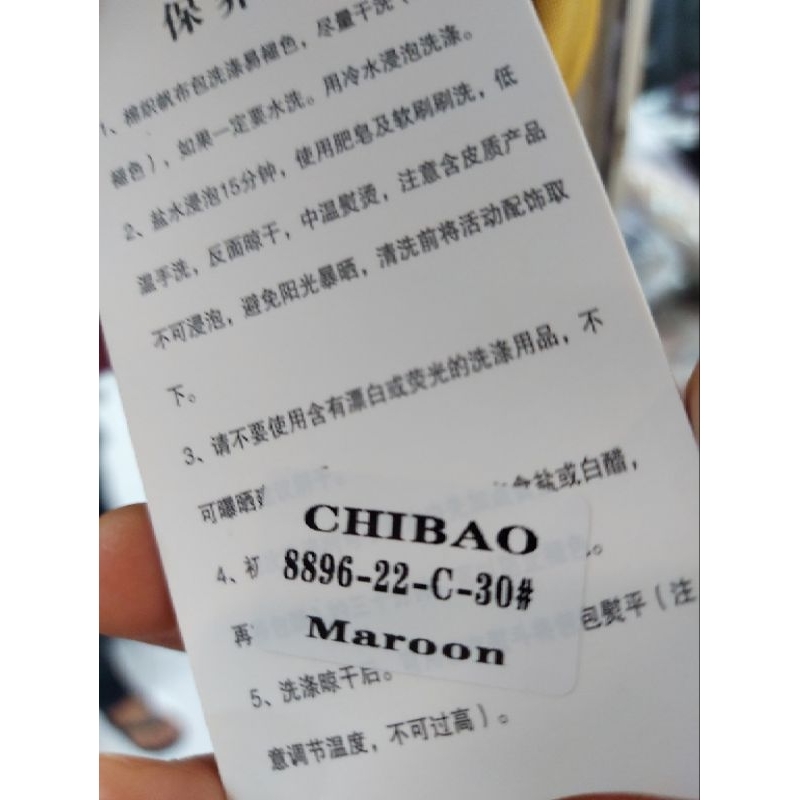 保养
1、棉织帆布包洗涤易褪色，尽量干洗（
褪色），如果一定要水洗。用冷水浸泡洗涤。
2、盐水浸泡15分钟，使用肥皂及软刷刷洗，低
温手洗，反面晾干，中温熨烫，注意含皮质产品
不可浸泡，避免阳光暴晒，清洗前将活动配饰取
下。
3、请不要使用含有漂白或荧光的洗涤用品，不
可曝晒 含盐或白醋，
CHIBAO
4、初
8896-22-C-30#
再 包熨平（注
Maroon
5、洗涤晾干后。
意调节温度，不可过高）。